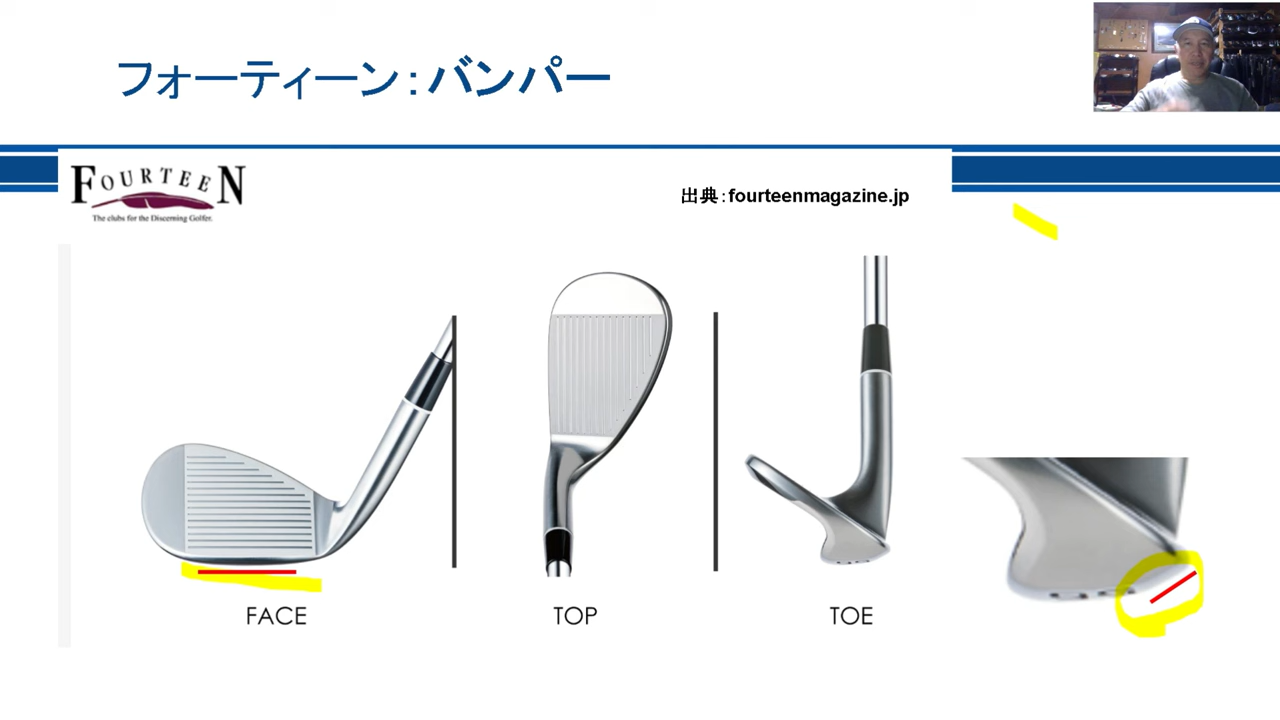 フォーティーン：バンパー
FOURTEEN
The clubs for the Discerning Golfer.
出典：fourteenmagazine.jp
FACE
TOP
TOE